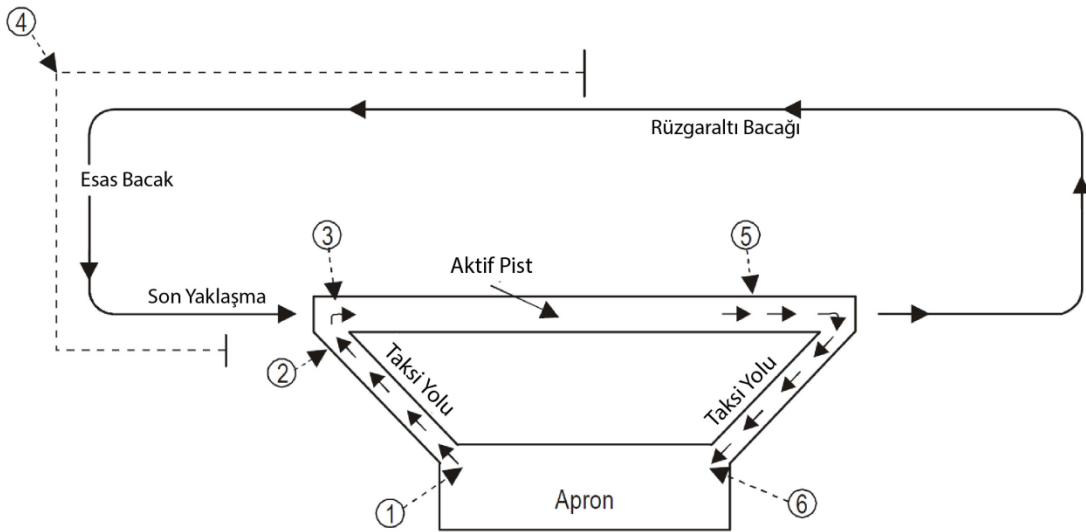 ④
Rüzgaraltı Bacağı
Esas Bacak
③
⑤
Aktif Pist
Son Yaklaşma
②
Taksi Yolu
Taksi Yolu
①
Apron
⑥